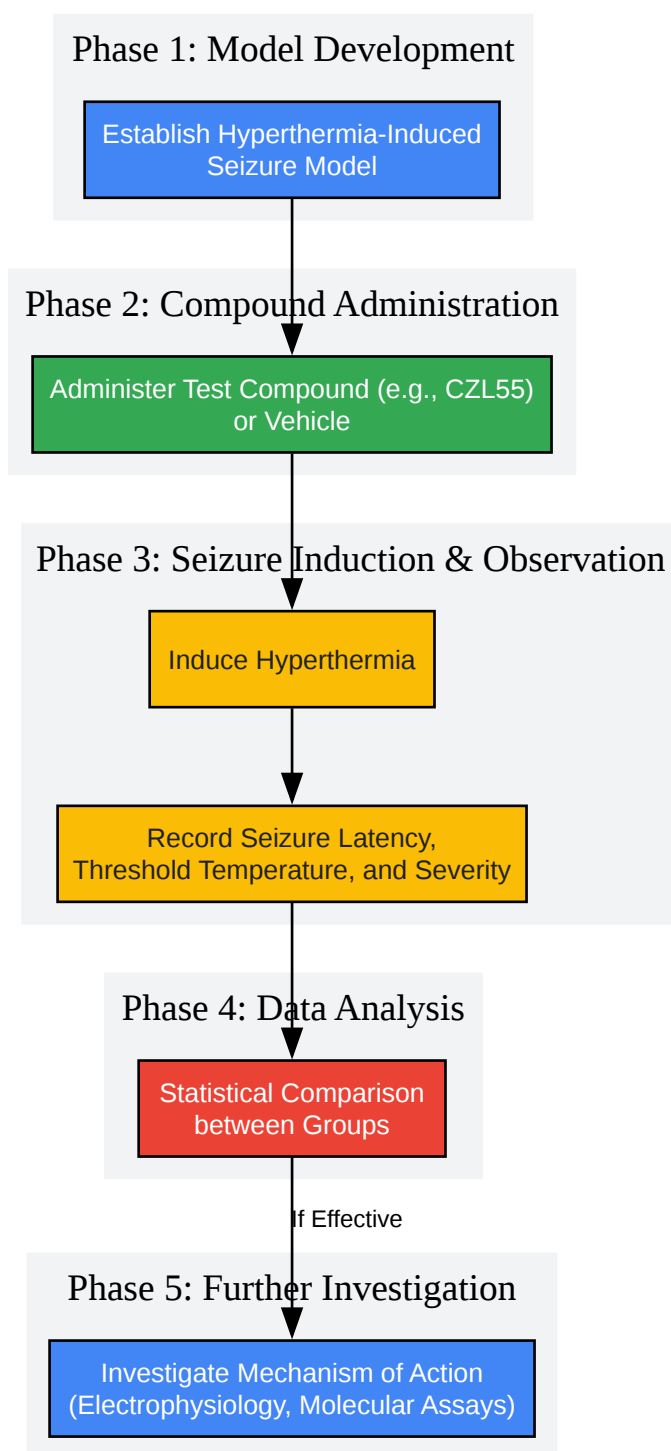 Phase 1: Model Development
Establish Hyperthermia-Induced
Seizure Model
Phase 2: Compound Administration
Administer Test Compound (e.g., CZL55)
or Vehicle
Phase 3: Seizure Induction & Observation
Induce Hyperthermia
Record Seizure Latency,
Threshold Temperature, and Severity
Phase 4: Data Analysis
Statistical Comparison
between Groups
If Effective
Phase 5: Further Investigation
Investigate Mechanism of Action
(Electrophysiology, Molecular Assays)